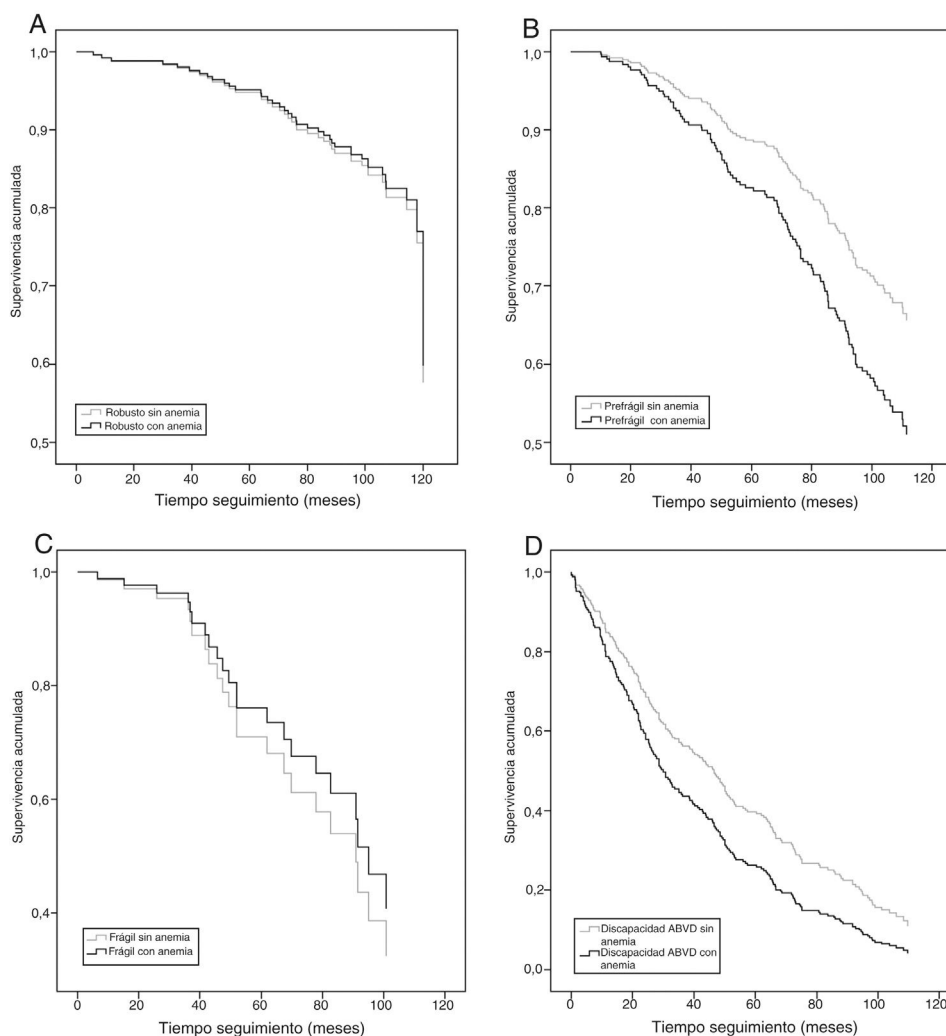 A
Supervivencia acumulada
1,0
0,9
0,8
0,7
0,6
0,5
Robusto sin anemia
Robusto con anemia
0 20 40 60 80 100 120
Tiempo seguimiento (meses)
B
Supervivencia acumulada
1,0
0,9
0,8
0,7
0,6
0,5
Prefrágil sin anemia
Prefrágil con anemia
0 20 40 60 80 100 120
Tiempo seguimiento (meses)
C
Supervivencia acumulada
1,0
0,8
0,6
0,4
Frágil sin anemia
Frágil con anemia
0 20 40 60 80 100 120
Tiempo seguimiento (meses)
D
Supervivencia acumulada
1,0
0,8
0,6
0,4
0,2
0,0
Discapacidad ABVD sin
anemia
Discapacidad ABVD con
anemia
0 20 40 60 80 100 120
Tiempo seguimiento (meses)